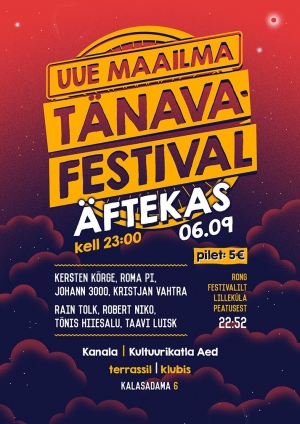 UUE MAAILMA
TÄNAVA-
FESTIVAL
ÄFTEKAS
kell 23:00
06.09
pilet: 5€
KERSTEN KÕRGE, ROMA PI,
JOHANN 3000, KRISTJAN VAHTRA
RAIN TOLK, ROBERT NIKO,
TÕNIS HIIESALU, TAAVI LUISK
RONG
FESTIVALILT
LILLEKÜLA
PEATUSEST
22:52
Kanala | Kultuurikatla Aed
terrassil | klubis
KALASADAMA 6